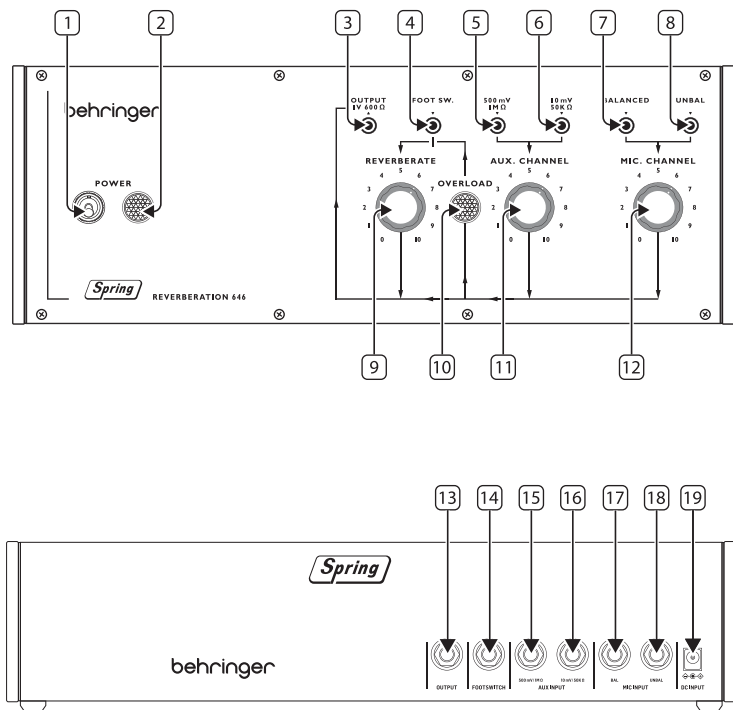 1 2 3 4 5 6 7 8
OUTPUT FOOT SW. 500 mV 10 mV BALANCED UNBAL
1V 600 Ω 1M Ω 50K Ω
behringer
REVERBERATE AUX. CHANNEL MIC. CHANNEL
POWER OVERLOAD
0 1 2 3 4 5 6 7 8 9 10
0 1 2 3 4 5 6 7 8 9 10
0 1 2 3 4 5 6 7 8 9 10
Spring REVERBERATION 646
9 10 11 12
13 14 15 16 17 18 19
Spring
behringer
500 mV/1MΩ 10 mV/50K Ω BAL UNBAL
OUTPUT FOOTSWITCH AUX INPUT MIC INPUT DC INPUT